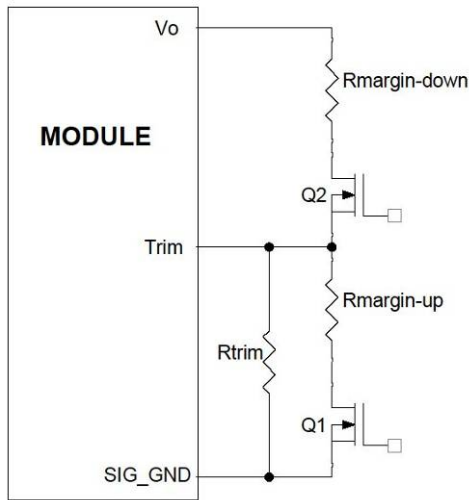 Vo
Rmargin-down
MODULE
Q2
Trim
Rmargin-up
Rtrim
Q1
SIG_GND